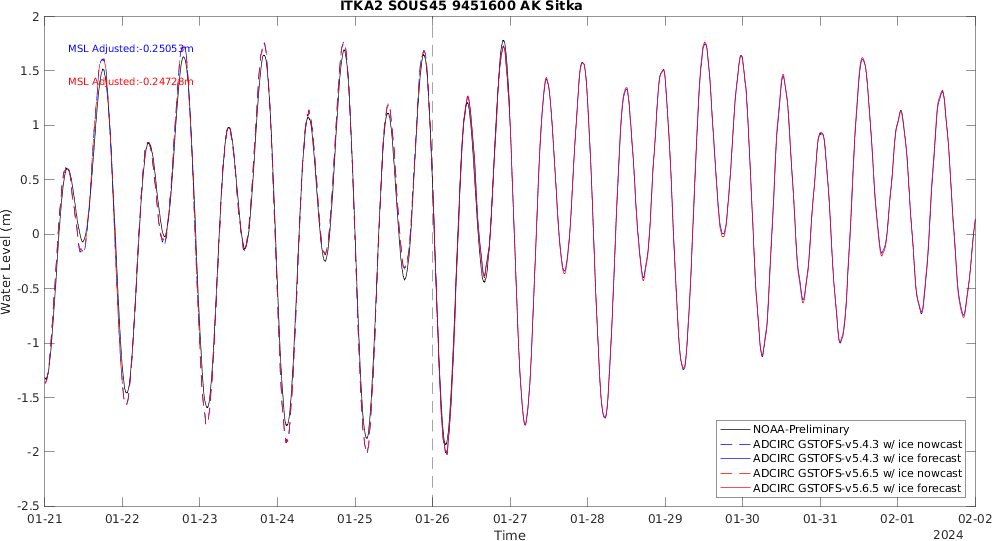 ITKA2 SOUS45 9451600 AK Sitka
MSL Adjusted:-0.25053m
MSL Adjusted:-0.24728m
Water Level (m)
2
1.5
1
0.5
0
-0.5
-1
-1.5
-2
-2.5
NOAA-Preliminary
ADCIRC GSTOFS-v5.4.3 w/ ice nowcast
ADCIRC GSTOFS-v5.4.3 w/ ice forecast
ADCIRC GSTOFS-v5.6.5 w/ ice nowcast
ADCIRC GSTOFS-v5.6.5 w/ ice forecast
01-21 01-22 01-23 01-24 01-25 01-26 01-27 01-28 01-29 01-30 01-31 02-01 02-02
Time
2024